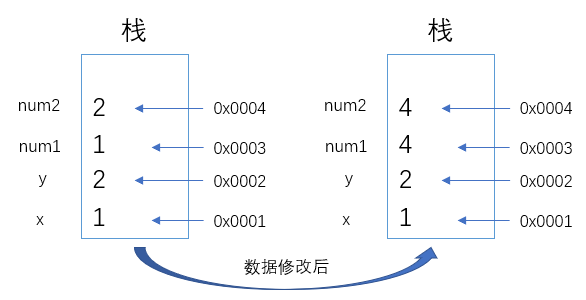 栈 栈
num2 2 0x0004 num2 4 0x0004
num1 1 0x0003 num1 4 0x0003
y 2 0x0002 y 2 0x0002
x 1 0x0001 x 1 0x0001
数据修改后